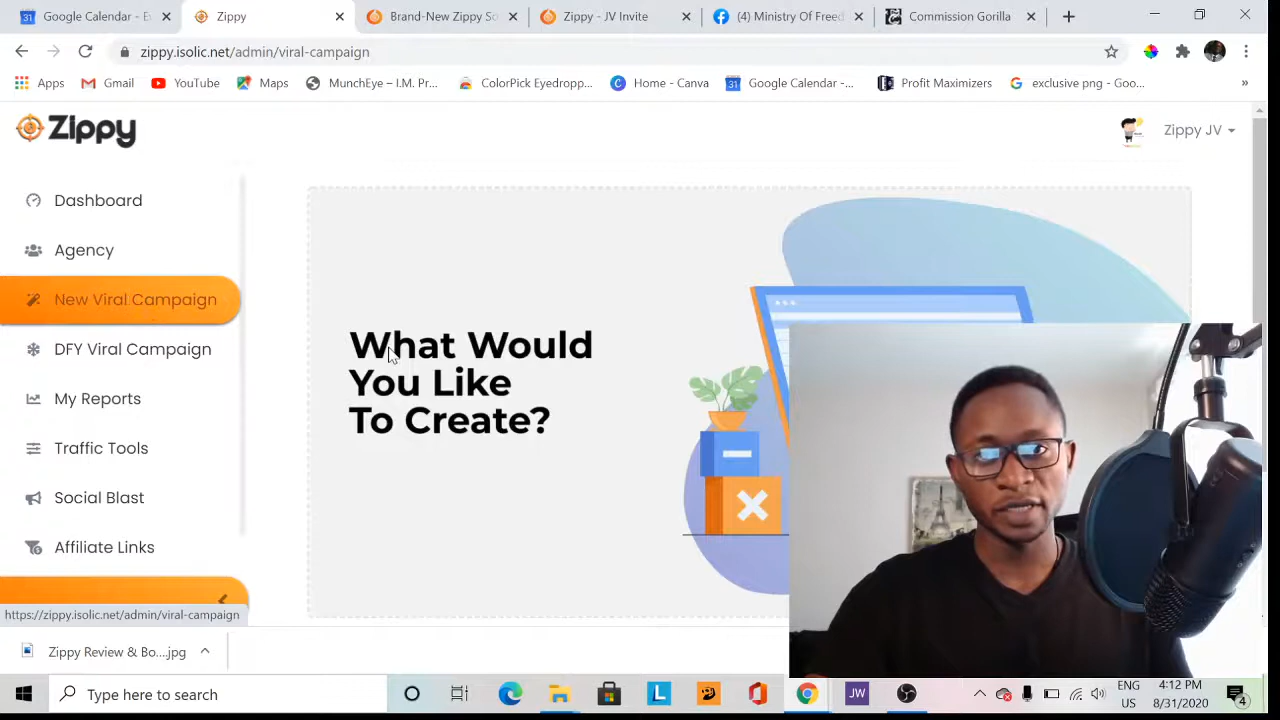 Google Calendar - E
Zippy
Brand-New Zippy So
Zippy - JV Invite
(4) Ministry Of Freed
Commission Gorilla
zippy.isolic.net/admin/viral-campaign
Apps
Gmail
YouTube
Maps
MunchEye – I.M. Pr...
ColorPick Eyedropp...
Home - Canva
Google Calendar -...
Profit Maximizers
exclusive png - Goo...
Zippy
Zippy JV
Dashboard
Agency
New Viral Campaign
DFY Viral Campaign
My Reports
Traffic Tools
Social Blast
Affiliate Links
What Would
You Like
To Create?
https://zippy.isolic.net/admin/viral-campaign
Zippy Review & Bo....jpg
Type here to search
L
JW
ENG
US
4:12 PM
8/31/2020
4